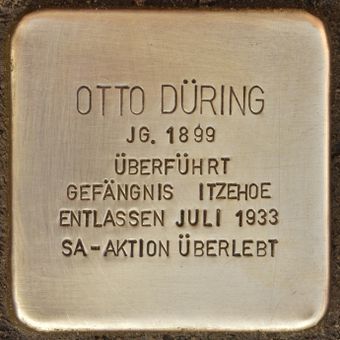 OTTO DÜRING
JG. 1899
ÜBERFÜHRT
GEFÄNGNIS ITZEHOE
ENTLASSEN JULI 1933
SA-AKTION ÜBERLEBT